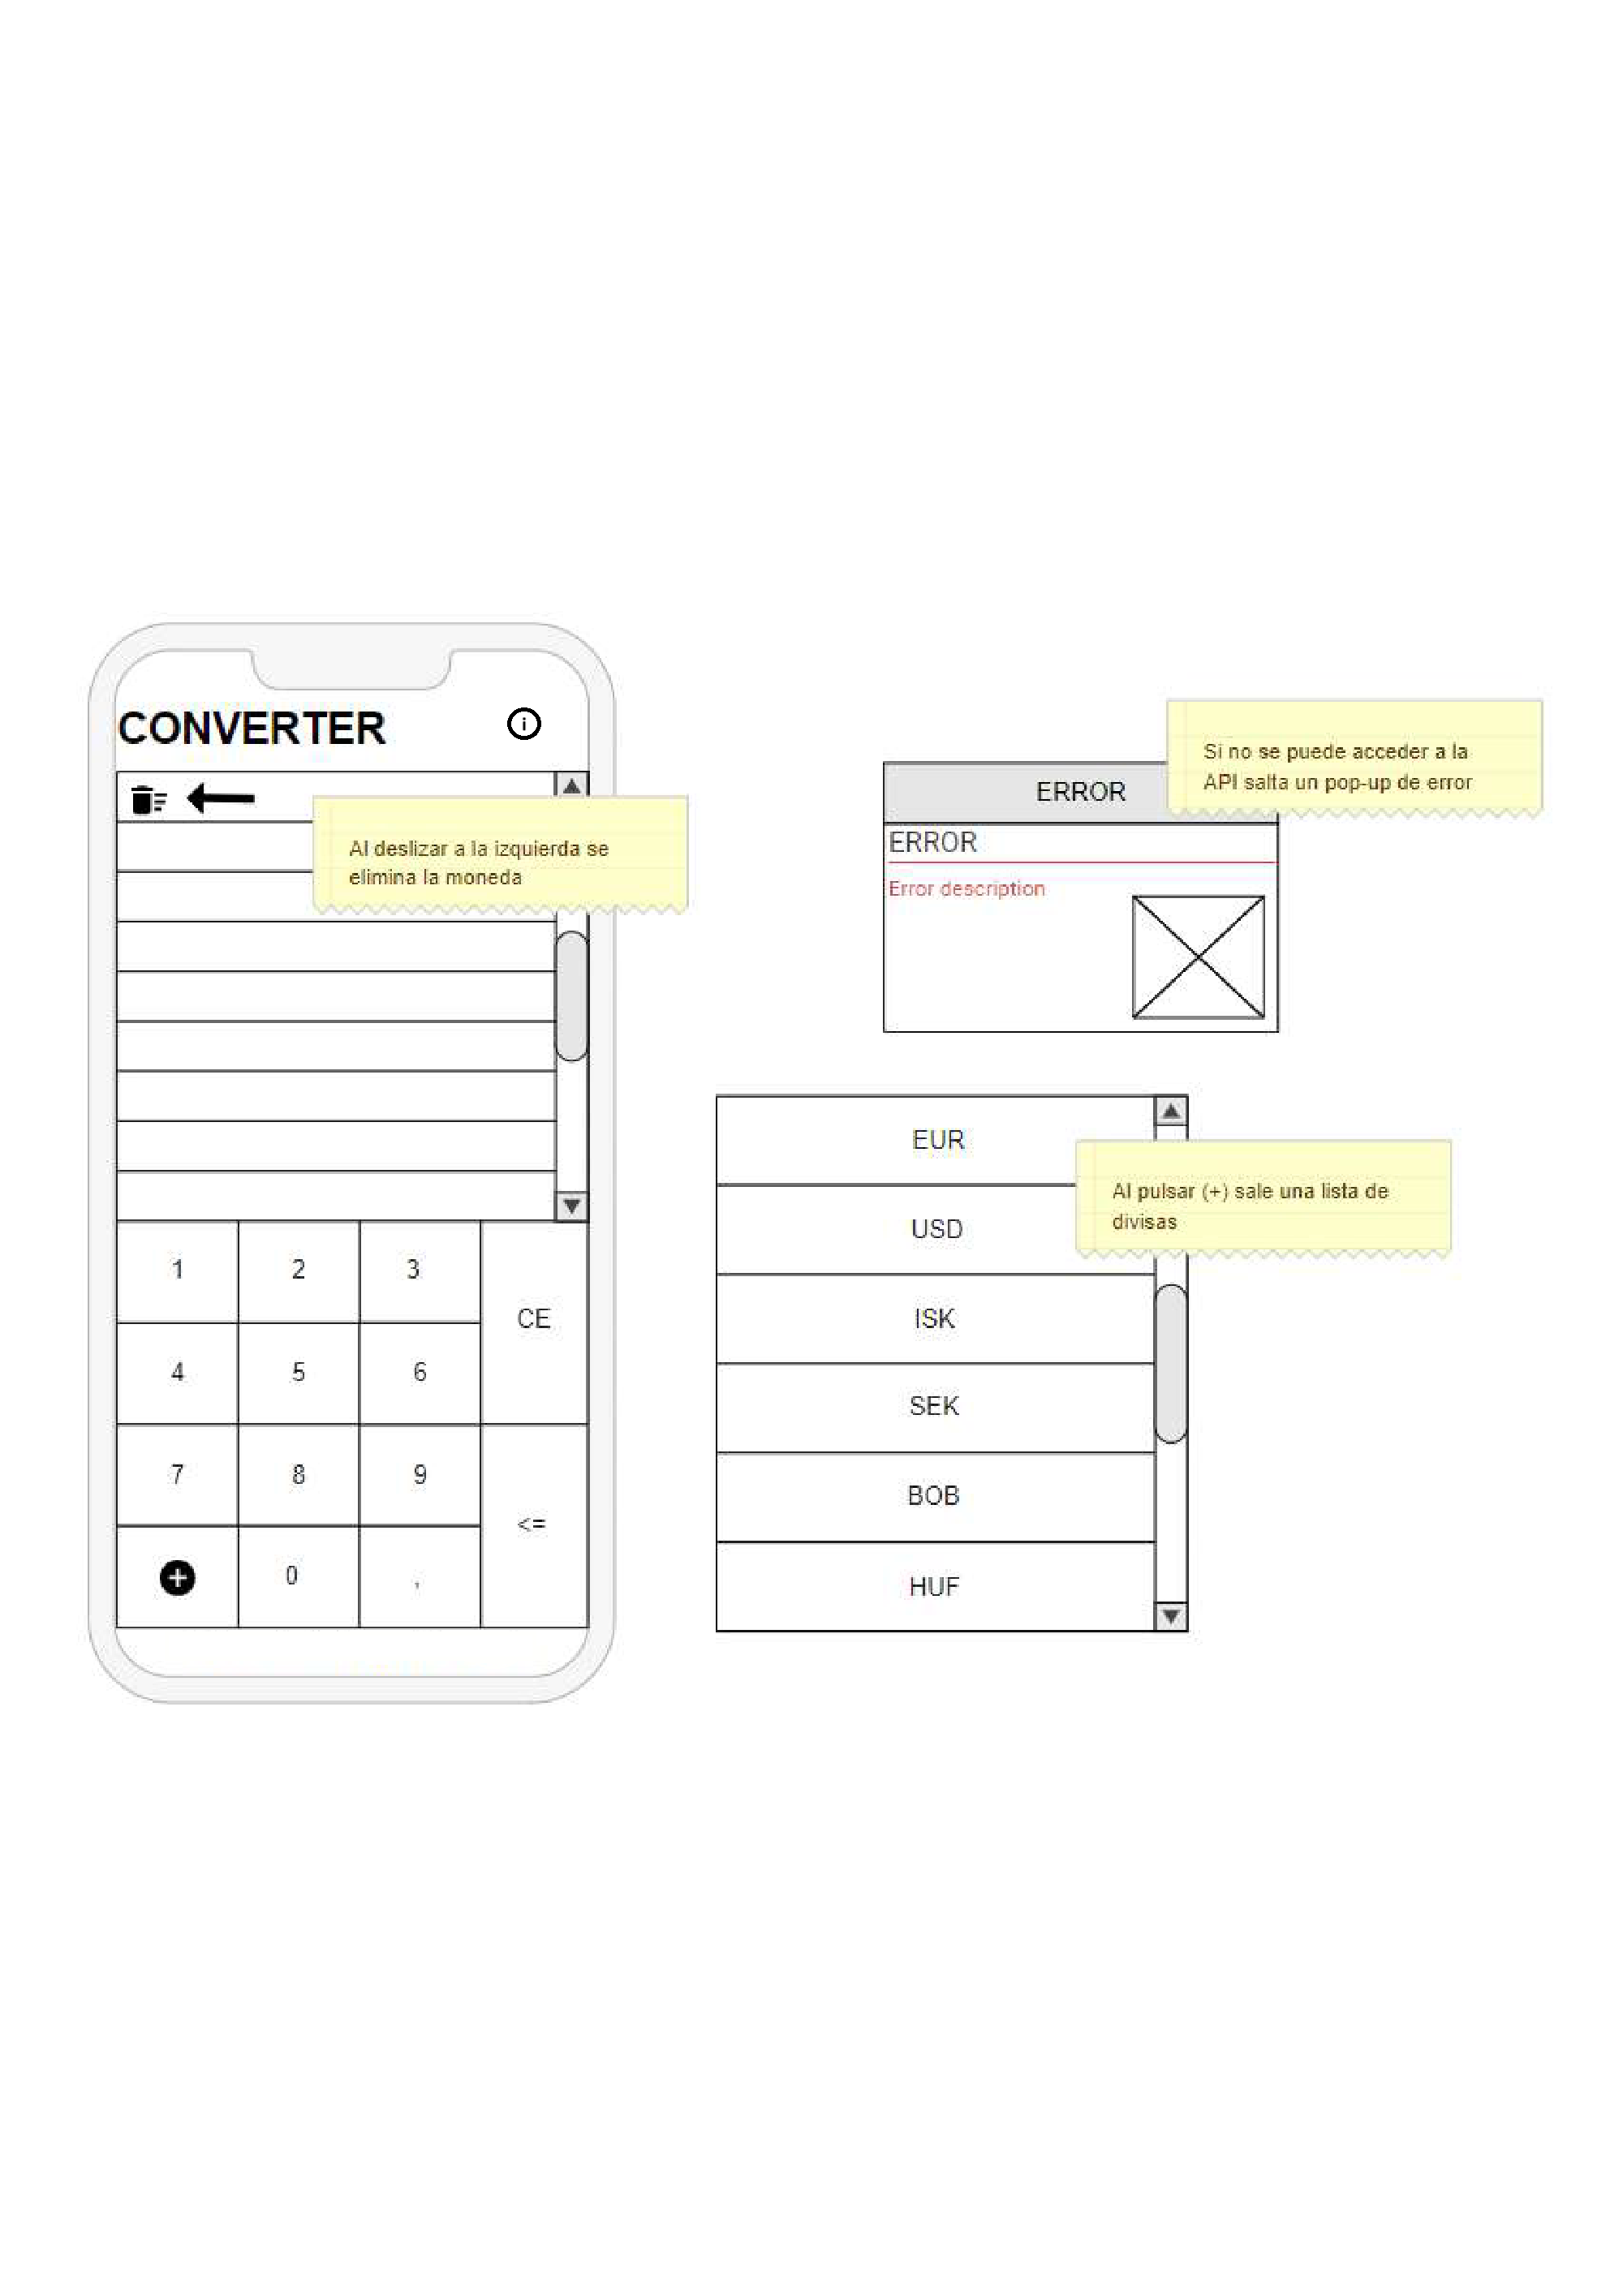 CONVERTER
Al deslizar a la izquierda se
elimina la moneda
1 2 3
CE
4 5 6
7 8 9
<=
0 ,
Si no se puede acceder a la
API salta un pop-up de error
ERROR
ERROR
Error description
Al pulsar (+) sale una lista de
divisas
EUR
USD
ISK
SEK
BOB
HUF